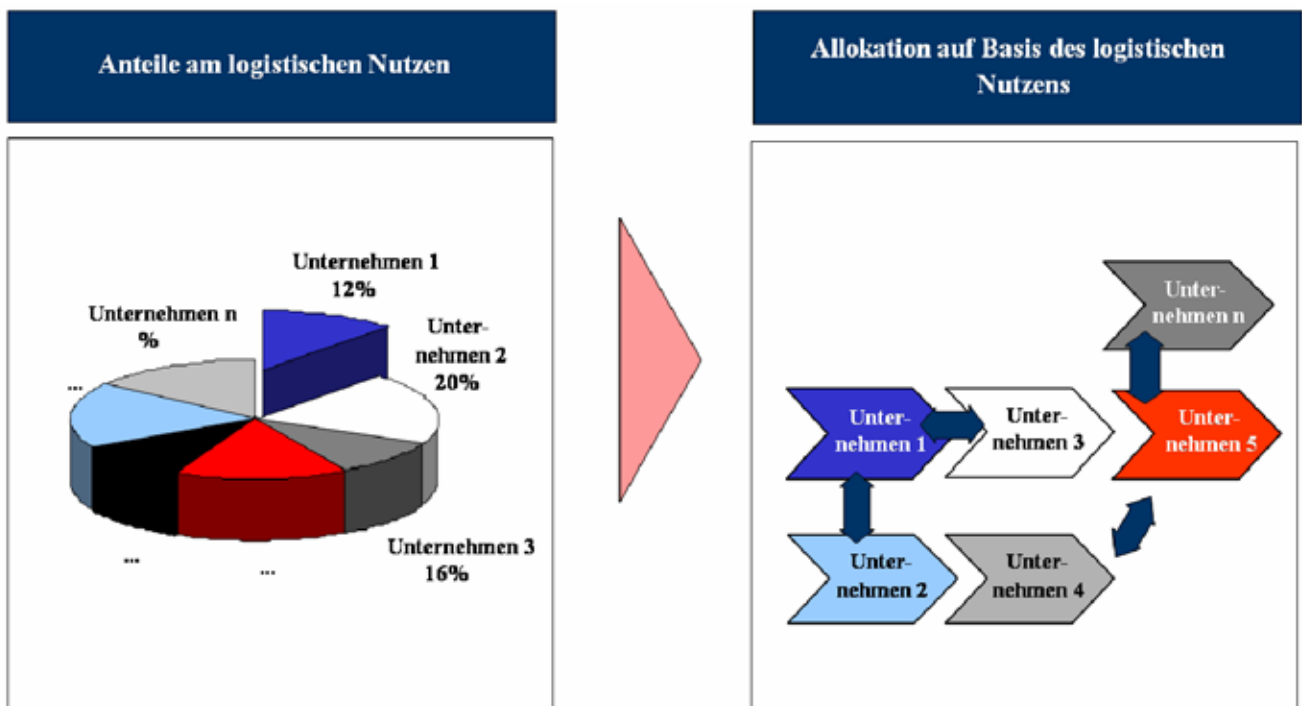 Anteile am logistischen Nutzen
Allokation auf Basis des logistischen
Nutzens
Unternehmen 1
12%
Unter-
nehmen 2
20%
Unternehmen n
%
...
...
...
Unternehmen 3
16%
Unter-
nehmen n
Unter-
nehmen 1
Unter-
nehmen 3
Unter-
nehmen 5
Unter-
nehmen 2
Unter-
nehmen 4